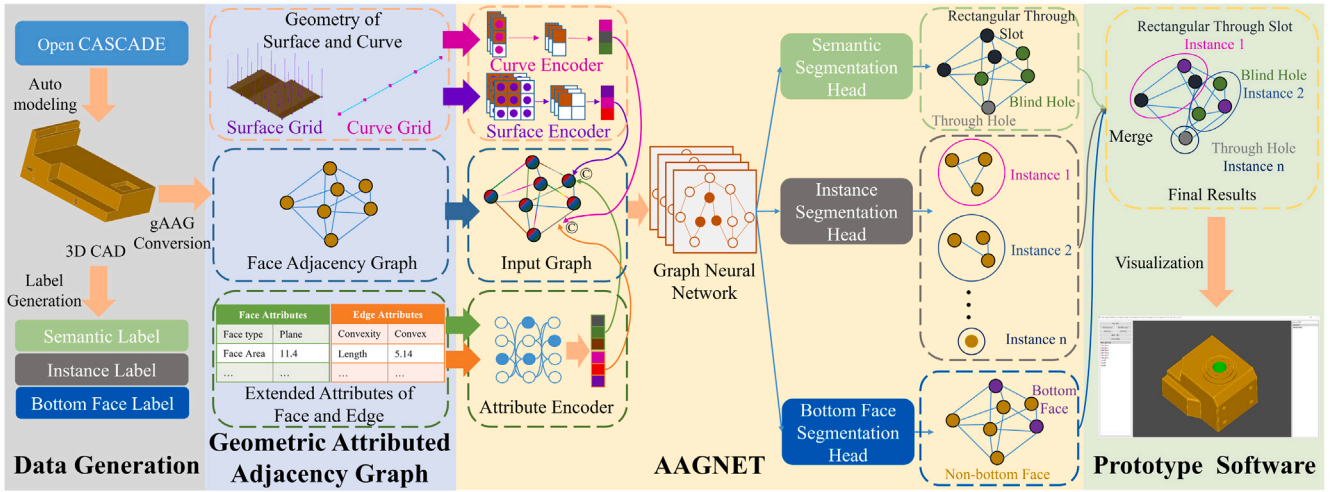 Open CASCADE
Auto
modeling
3D CAD
gAAG
Conversion
Label
Generation
Semantic Label
Instance Label
Bottom Face Label
Data Generation
Geometry of
Surface and Curve
Surface Grid
Curve Grid
Face Adjacency Graph
Face Attributes
Edge Attributes
Face type
Plane
Convexity
Convex
Face Area
11.4
Length
5.14
...
...
...
...
Extended Attributes of
Face and Edge
Geometric Attributed
Adjacency Graph
Curve Encoder
Surface Encoder
©
©
Input Graph
Attribute Encoder
Graph Neural
Network
AAGNET
Semantic
Segmentation
Head
Instance
Segmentation
Head
Bottom Face
Segmentation
Head
Rectangular Through
Slot
Blind Hole
Through Hole
Instance 1
Instance 2
Instance n
Bottom
Face
Non-bottom Face
Rectangular Through Slot
Instance 1
Blind Hole
Instance 2
Merge
Through Hole
Instance n
Final Results
Visualization
Prototype Software